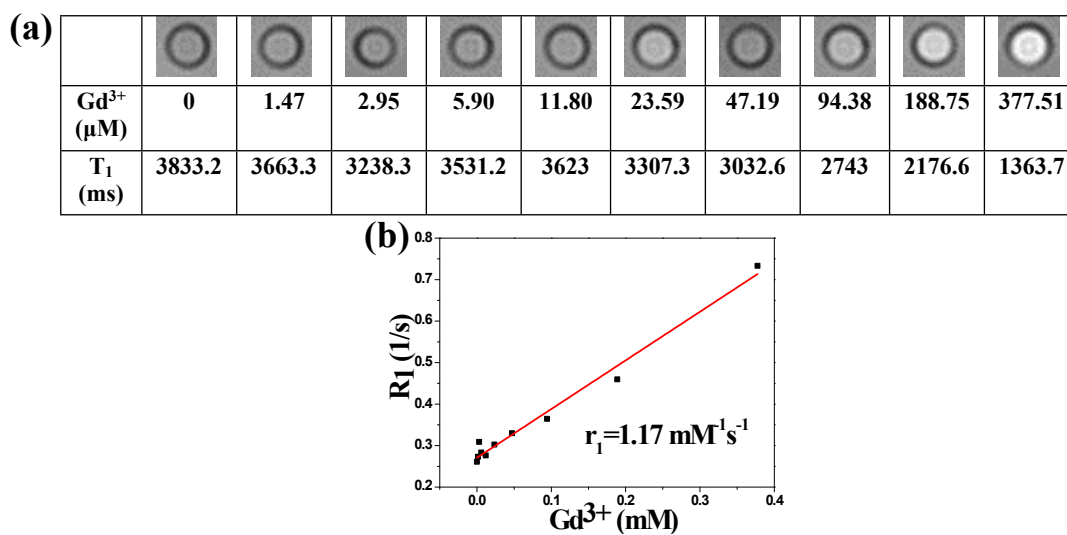 (a)
Gd³⁺ (μM) 0 1.47 2.95 5.90 11.80 23.59 47.19 94.38 188.75 377.51
T₁ (ms) 3833.2 3663.3 3238.3 3531.2 3623 3307.3 3032.6 2743 2176.6 1363.7
(b)
R1 (1/s)
0.8
0.7
0.6
0.5
0.4
0.3
0.2
r₁=1.17 mM⁻¹s⁻¹
0.0 0.1 0.2 0.3 0.4
Gd³⁺ (mM)